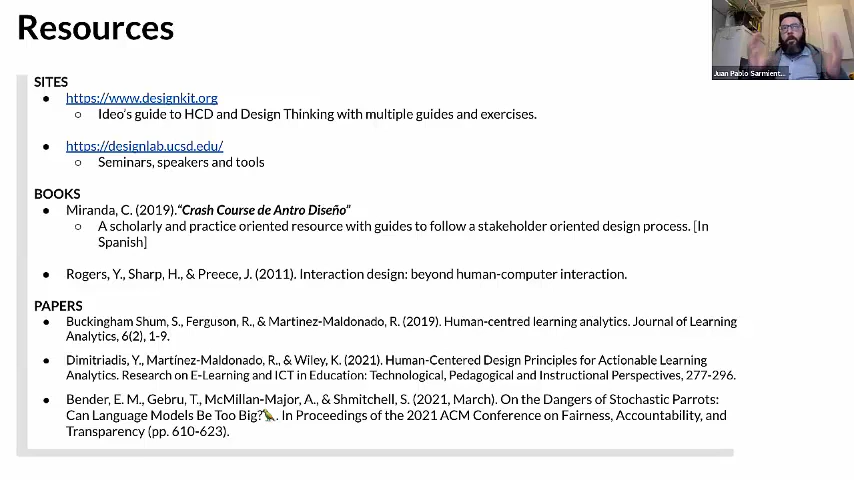 Resources
Juan Pablo Sarmient...
SITES
● https://www.designkit.org
○ Ideo's guide to HCD and Design Thinking with multiple guides and exercises.
● https://designlab.ucsd.edu/
○ Seminars, speakers and tools
BOOKS
● Miranda, C. (2019)."Crash Course de Antro Diseño"
○ A scholarly and practice oriented resource with guides to follow a stakeholder oriented design process. [In
Spanish]
● Rogers, Y., Sharp, H., & Preece, J. (2011). Interaction design: beyond human-computer interaction.
PAPERS
● Buckingham Shum, S., Ferguson, R., & Martinez-Maldonado, R. (2019). Human-centred learning analytics. Journal of Learning
Analytics, 6(2), 1-9.
● Dimitriadis, Y., Martínez-Maldonado, R., & Wiley, K. (2021). Human-Centered Design Principles for Actionable Learning
Analytics. Research on E-Learning and ICT in Education: Technological, Pedagogical and Instructional Perspectives, 277-296.
● Bender, E. M., Gebru, T., McMillan-Major, A., & Shmitchell, S. (2021, March). On the Dangers of Stochastic Parrots:
Can Language Models Be Too Big?🦜. In Proceedings of the 2021 ACM Conference on Fairness, Accountability, and
Transparency (pp. 610-623).